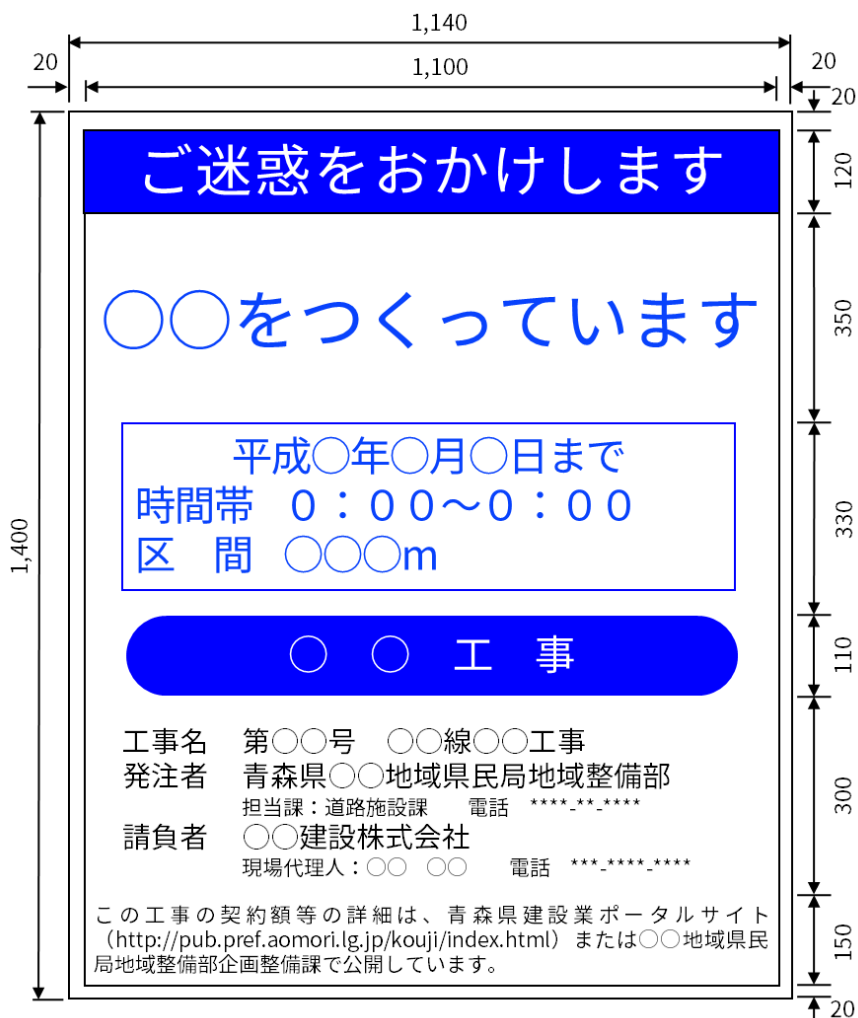 1,140
20
1,100
20
20
ご迷惑をおかけします
120
○○をつくっています
350
平成○年○月○日まで
時間帯　０：００～０：００
区　間　○○○m
330
1,400
○　○　工　事
110
工事名　第○○号　○○線○○工事
発注者　青森県○○地域県民局地域整備部
担当課：道路施設課　　電話　****-**-****
請負者　○○建設株式会社
現場代理人：○○　○○　　電話　***-****-****
300
この工事の契約額等の詳細は、青森県建設業ポータルサイト
（http://pub.pref.aomori.lg.jp/kouji/index.html）または○○地域県民
局地域整備部企画整備課で公開しています。
150
20